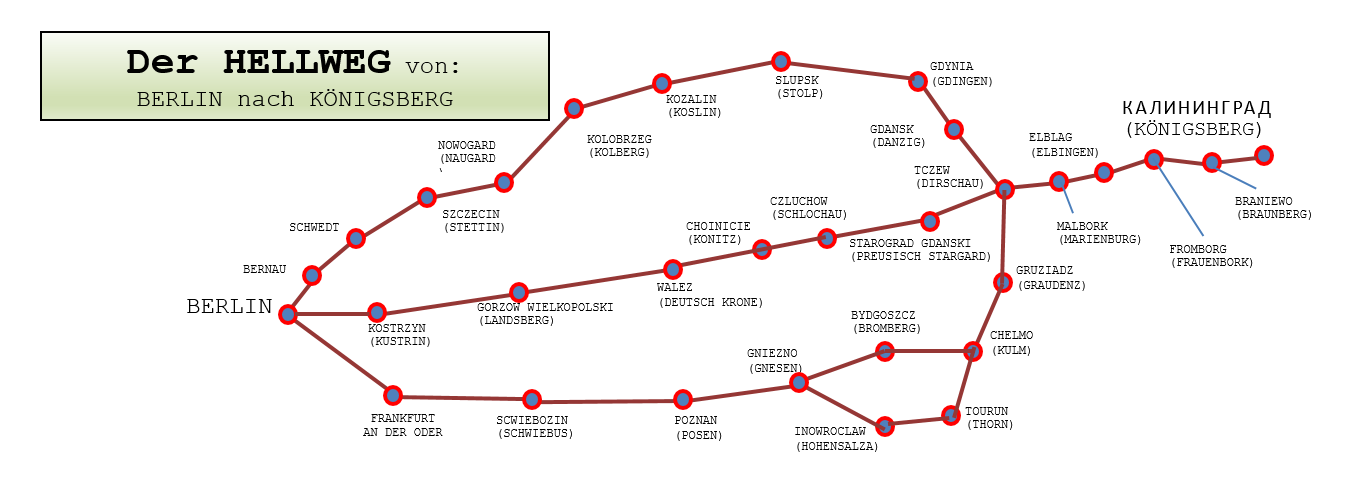 Der HELLWEG von:
BERLIN nach KÖNIGSBERG
GDYNIA
(GDINGEN)
SLUPSK
(STOLP)
KOZALIN
(KOSLIN)
КАЛИНИНГРАД
(KÖNIGSBERG)
GDANSK
(DANZIG)
KOLOBRZEG
(KOLBERG)
ELBLAG
(ELBINGEN)
NOWOGARD
(NAUGARD
TCZEW
(DIRSCHAU)
CZLUCHOW
(SCHLOCHAU)
BRANIEWO
(BRAUNBERG)
SZCZECIN
(STETTIN)
SCHWEDT
CHOINICIE
(KONITZ)
MALBORK
(MARIENBURG)
STAROGRAD GDANSKI
(PREUSISCH STARGARD)
FROMBORG
(FRAUENBORK)
BERNAU
GRUZIADZ
(GRAUDENZ)
WALEZ
(DEUTSCH KRONE)
BERLIN
GORZOW WIELKOPOLSKI
(LANDSBERG)
KOSTRZYN
(KUSTRIN)
BYDGOSZCZ
(BROMBERG)
CHELMO
(KULM)
GNIEZNO
(GNESEN)
FRANKFURT
AN DER ODER
SCWIEBOZIN
(SCHWIEBUS)
POZNAN
(POSEN)
TOURUN
(THORN)
INOWROCLAW
(HOHENSALZA)